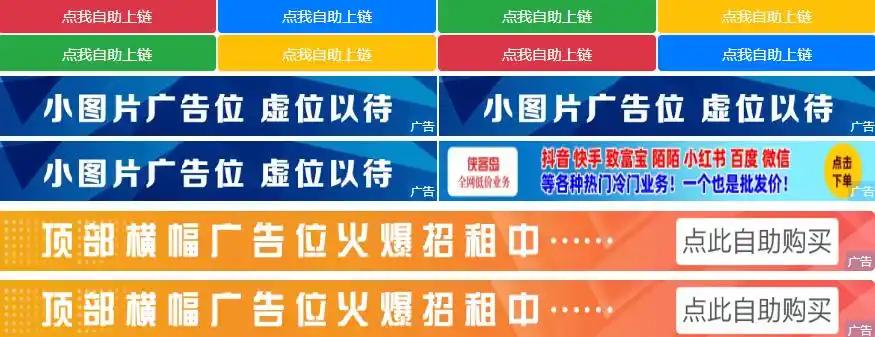 点我自助上链 点我自助上链 点我自助上链 点我自助上链
点我自助上链 点我自助上链 点我自助上链 点我自助上链
小图片广告位 虚位以待
广告
小图片广告位 虚位以待
广告
小图片广告位 虚位以待
广告
侠客岛
全网低价业务
抖音 快手 致富宝 陌陌 小红书 百度 微信
等各种热门冷门业务！一个也是批发价！
点击
下单
广告
顶部横幅广告位火爆招租中…… 点此自助购买
广告
顶部横幅广告位火爆招租中…… 点此自助购买
广告